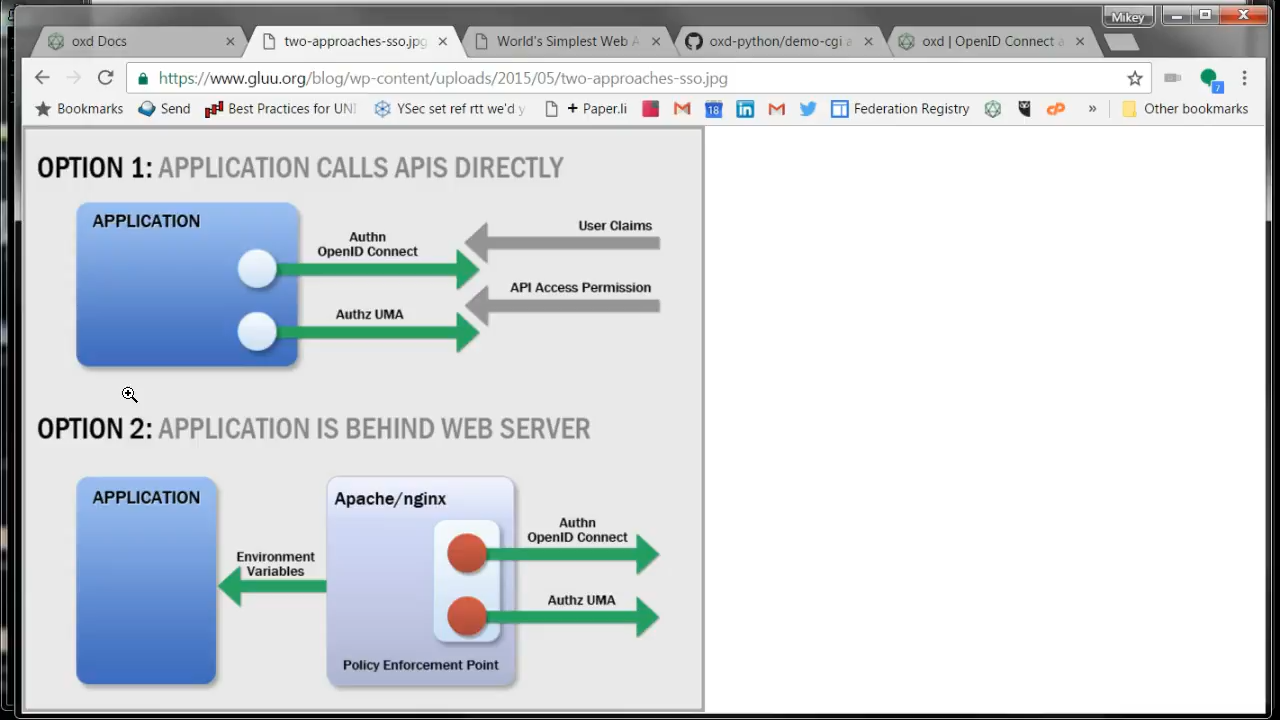 Mikey
oxd Docs
two-approaches-sso.jpg
World's Simplest Web A
oxd-python/demo-cgi a
oxd | OpenID Connect a
https://www.gluu.org/blog/wp-content/uploads/2015/05/two-approaches-sso.jpg
7
Bookmarks
Send
Best Practices for UNI
YSec set ref rtt we'd y
+ Paper.li
18
Federation Registry
»
Other bookmarks
OPTION 1: APPLICATION CALLS APIS DIRECTLY
APPLICATION
Authn
OpenID Connect
User Claims
API Access Permission
Authz UMA
OPTION 2: APPLICATION IS BEHIND WEB SERVER
APPLICATION
Environment
Variables
Apache/nginx
Authn
OpenID Connect
Authz UMA
Policy Enforcement Point